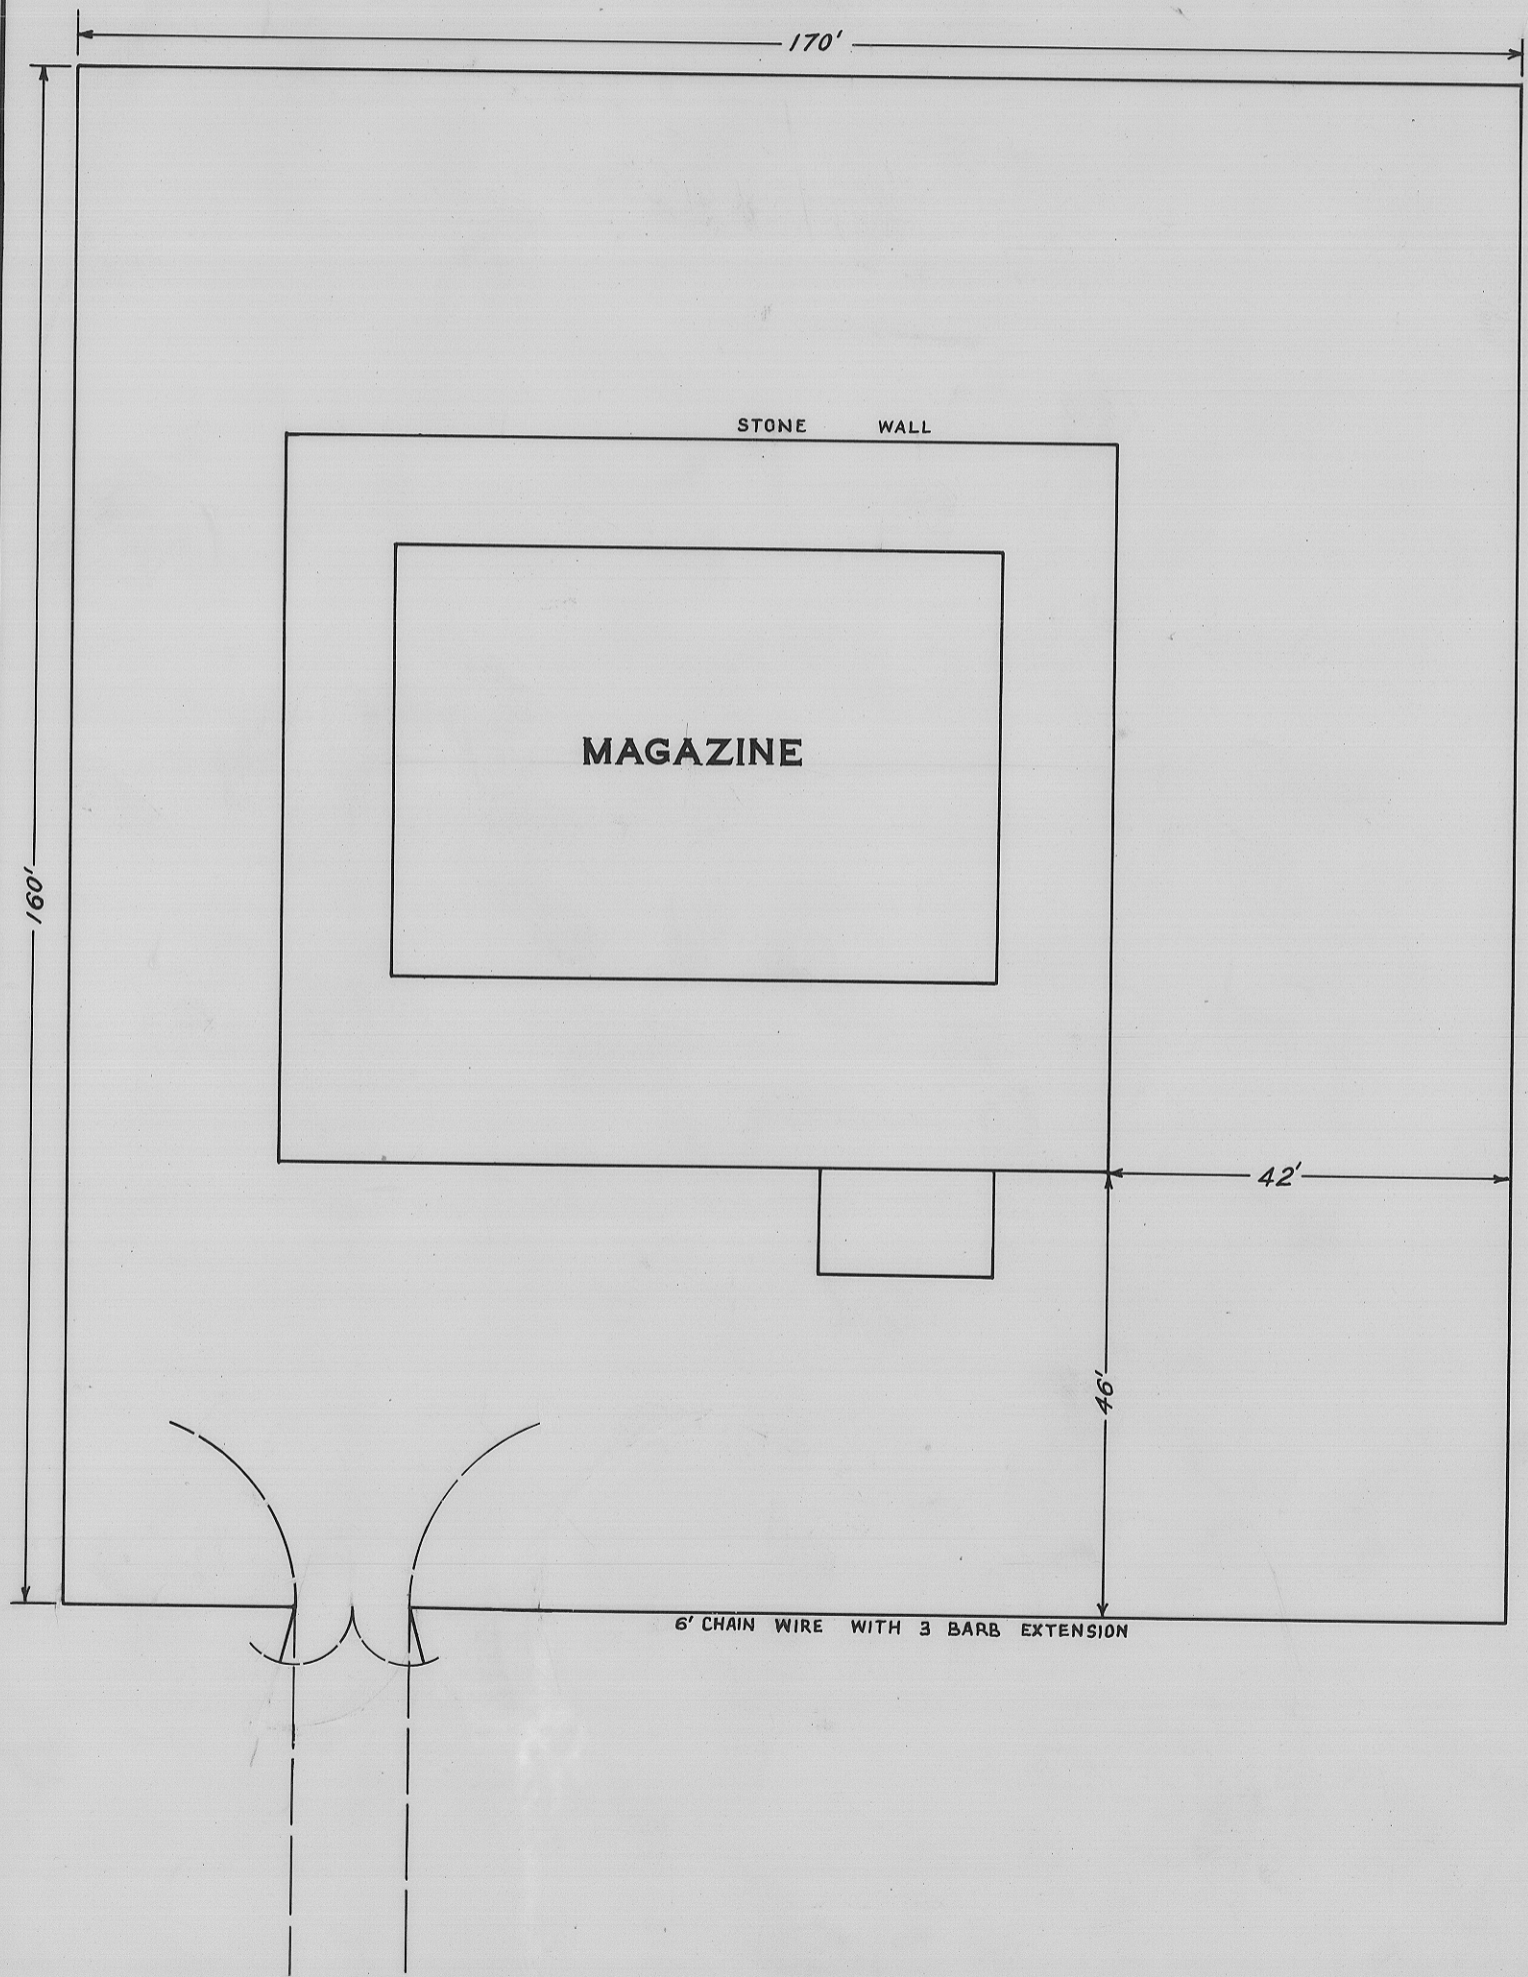 170'
STONE WALL
MAGAZINE
160'
42'
46'
6' CHAIN WIRE WITH 3 BARB EXTENSION